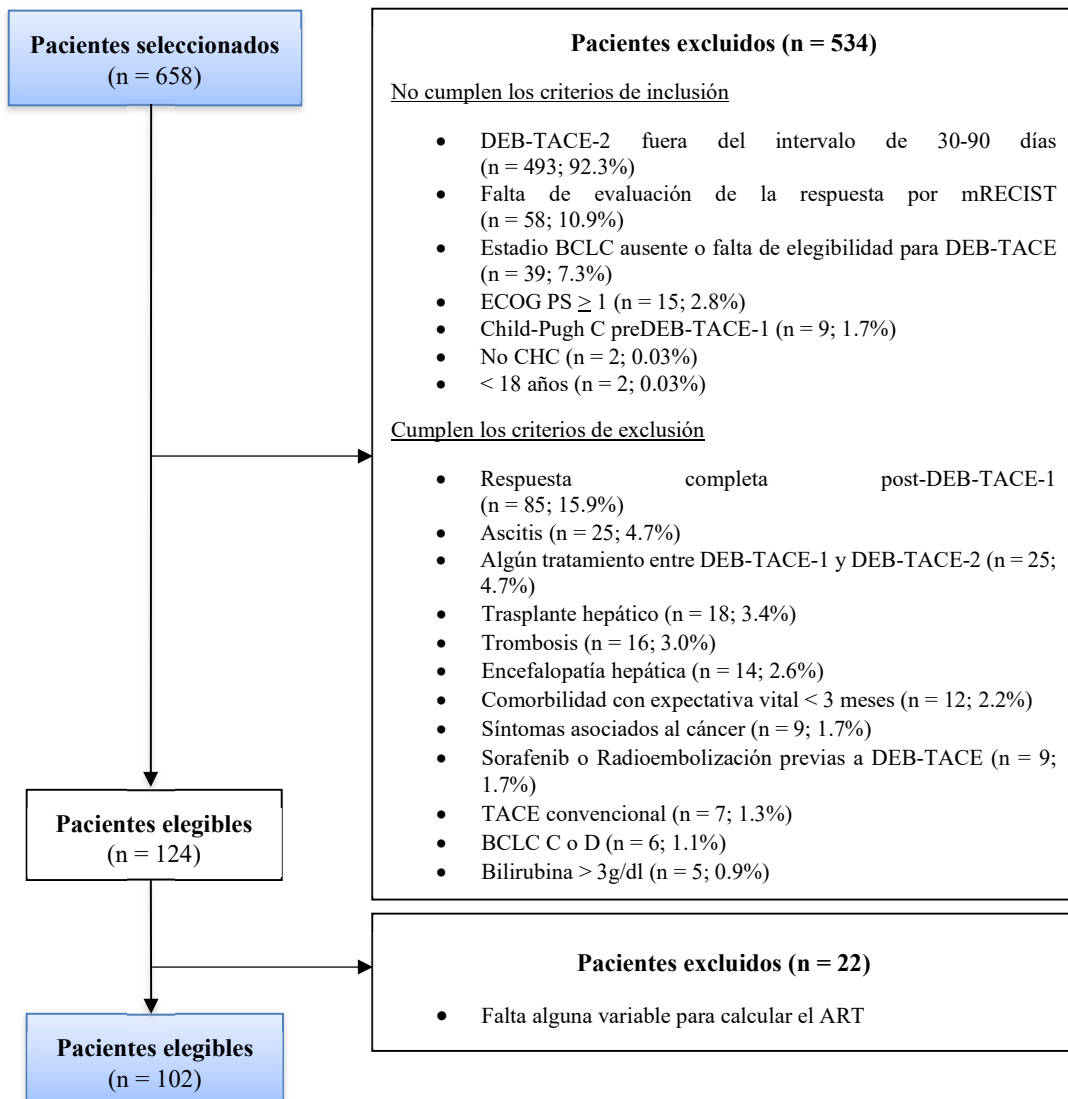 Pacientes seleccionados
(n = 658)
Pacientes excluidos (n = 534)
No cumplen los criterios de inclusión
• DEB-TACE-2 fuera del intervalo de 30-90 días
(n = 493; 92.3%)
• Falta de evaluación de la respuesta por mRECIST
(n = 58; 10.9%)
• Estadio BCLC ausente o falta de elegibilidad para DEB-TACE
(n = 39; 7.3%)
• ECOG PS ≥ 1 (n = 15; 2.8%)
• Child-Pugh C preDEB-TACE-1 (n = 9; 1.7%)
• No CHC (n = 2; 0.03%)
• < 18 años (n = 2; 0.03%)
Cumplen los criterios de exclusión
• Respuesta completa post-DEB-TACE-1
(n = 85; 15.9%)
• Ascitis (n = 25; 4.7%)
• Algún tratamiento entre DEB-TACE-1 y DEB-TACE-2 (n = 25;
4.7%)
• Trasplante hepático (n = 18; 3.4%)
• Trombosis (n = 16; 3.0%)
• Encefalopatía hepática (n = 14; 2.6%)
• Comorbilidad con expectativa vital < 3 meses (n = 12; 2.2%)
• Síntomas asociados al cáncer (n = 9; 1.7%)
• Sorafenib o Radioembolización previas a DEB-TACE (n = 9;
1.7%)
• TACE convencional (n = 7; 1.3%)
• BCLC C o D (n = 6; 1.1%)
• Bilirubina > 3g/dl (n = 5; 0.9%)
Pacientes elegibles
(n = 124)
Pacientes excluidos (n = 22)
• Falta alguna variable para calcular el ART
Pacientes elegibles
(n = 102)